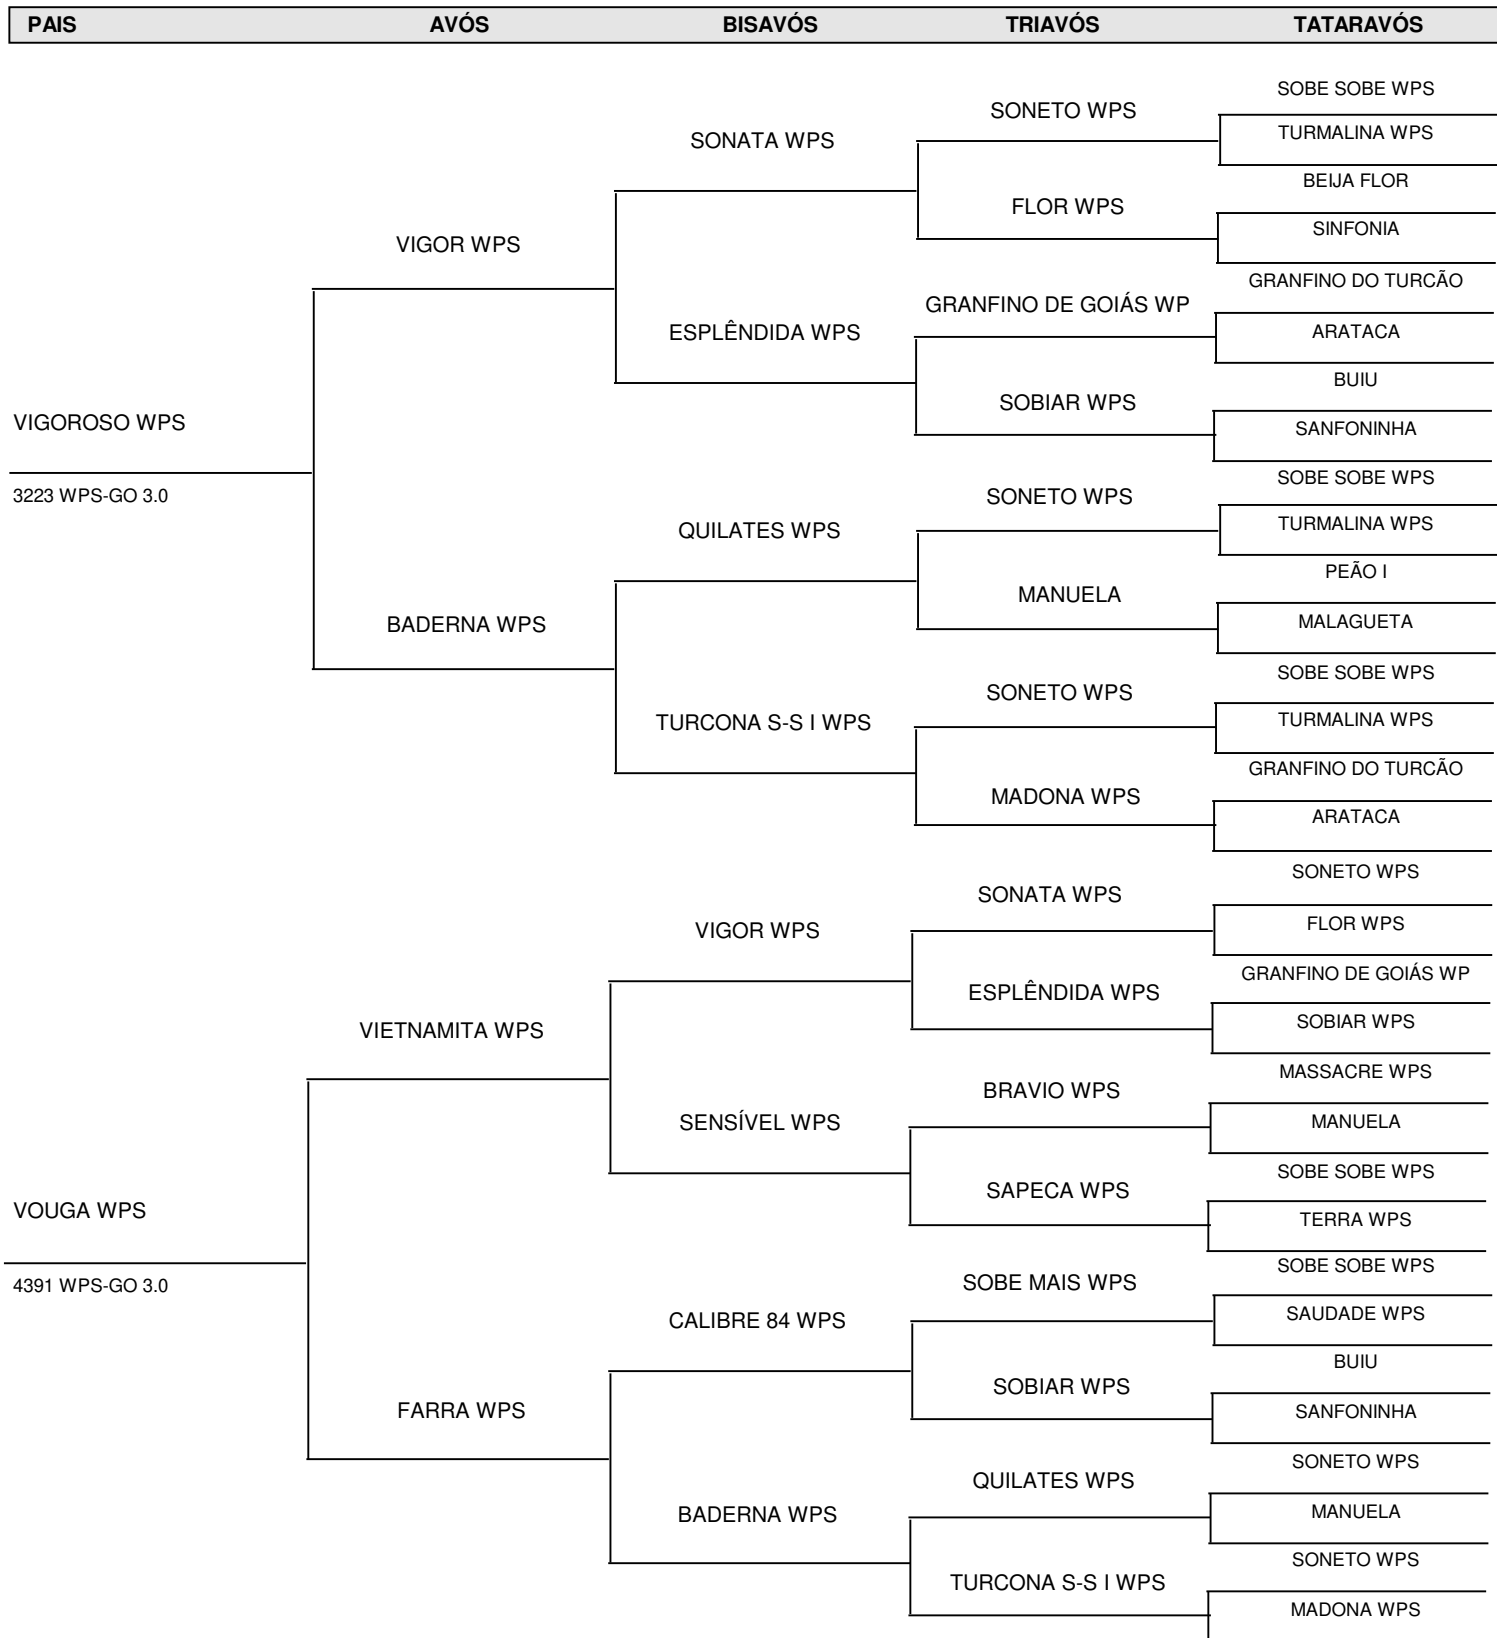 PAIS AVÓS BISAVÓS TRIAVÓS TATARAVÓS
SOBE SOBE WPS
SONETO WPS
TURMALINA WPS
SONATA WPS
BEIJA FLOR
FLOR WPS
SINFONIA
VIGOR WPS
GRANFINO DO TURCÃO
GRANFINO DE GOIÁS WP
ARATACA
ESPLÊNDIDA WPS
BUIU
SOBIAR WPS
SANFONINHA
VIGOROSO WPS
3223 WPS-GO 3.0
SOBE SOBE WPS
SONETO WPS
TURMALINA WPS
QUILATES WPS
PEÃO I
MANUELA
MALAGUETA
BADERNA WPS
SOBE SOBE WPS
SONETO WPS
TURMALINA WPS
TURCONA S-S I WPS
GRANFINO DO TURCÃO
MADONA WPS
ARATACA
SONETO WPS
SONATA WPS
FLOR WPS
VIGOR WPS
GRANFINO DE GOIÁS WP
ESPLÊNDIDA WPS
SOBIAR WPS
VIETNAMITA WPS
MASSACRE WPS
BRAVIO WPS
MANUELA
SENSÍVEL WPS
SOBE SOBE WPS
SAPECA WPS
TERRA WPS
VOUGA WPS
4391 WPS-GO 3.0
SOBE SOBE WPS
SOBE MAIS WPS
SAUDADE WPS
CALIBRE 84 WPS
BUIU
SOBIAR WPS
SANFONINHA
FARRA WPS
SONETO WPS
QUILATES WPS
MANUELA
BADERNA WPS
SONETO WPS
TURCONA S-S I WPS
MADONA WPS